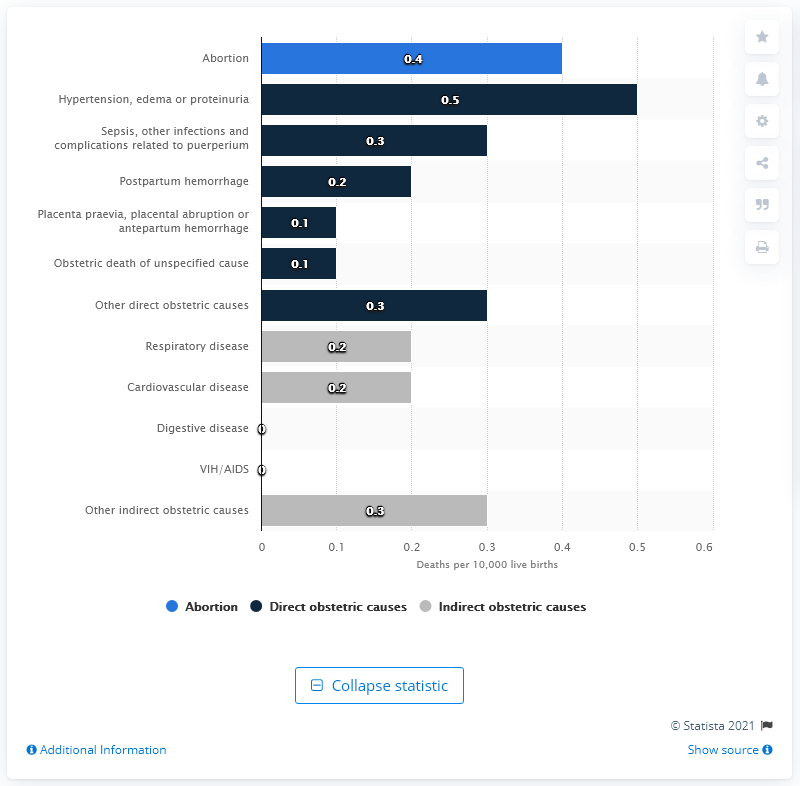 Abortion
0.4
Hypertension, edema or proteinuria
0.5
Sepsis, other infections and
complications related to puerperium
0.3
Postpartum hemorrhage
0.2
Placenta praevia, placental abruption or
antepartum hemorrhage
0.1
Obstetric death of unspecified cause
0.1
Other direct obstetric causes
0.3
Respiratory disease
0.2
Cardiovascular disease
0.2
Digestive disease
0
VIH/AIDS
0
Other indirect obstetric causes
0.3
0 0.1 0.2 0.3 0.4 0.5 0.6
Deaths per 10,000 live births
Abortion Direct obstetric causes Indirect obstetric causes
Collapse statistic
© Statista 2021
Additional Information
Show source